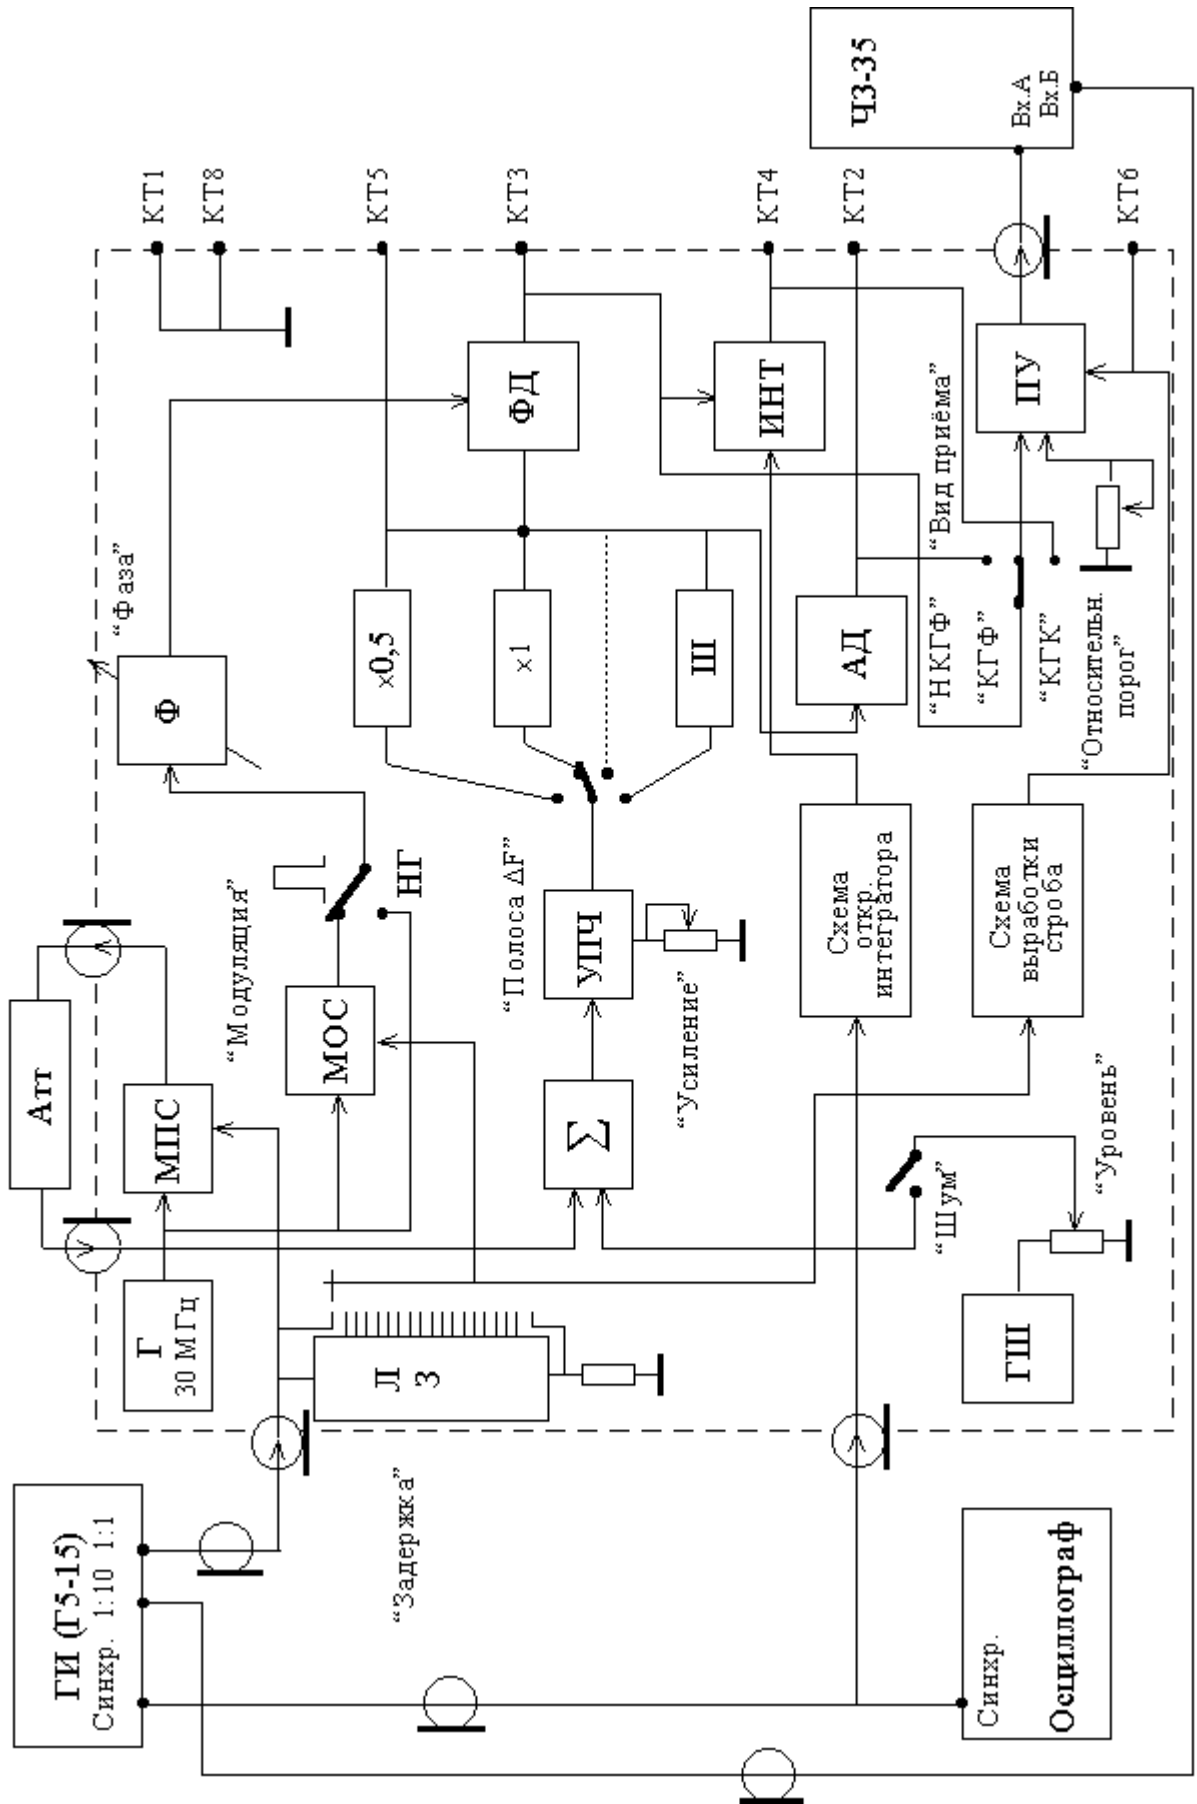 ГИ (Г5-15)
Синхр. 1:10 1:1
Атт
Г
30 МГц
МПС
“Модуляция”
МОС
НГ
Ф
“Фаза”
КТ1
КТ8
КТ5
КТ3
КТ4
КТ2
КТ6
ЧЗ-35
Вх.А
Вх.Б
Л
З
“Задержка”
Σ
УПЧ
“Усиление”
“Полоса ΔF”
×0,5
×1
Ш
ФД
ИНТ
АД
“Вид приёма”
“НКГФ”
“КГФ”
“КГК”
ПУ
“Относительн.
порог”
Схема
откр.
интегратора
Схема
выработки
строба
“Шум”
“Уровень”
ГШ
Синхр.
Осциллограф